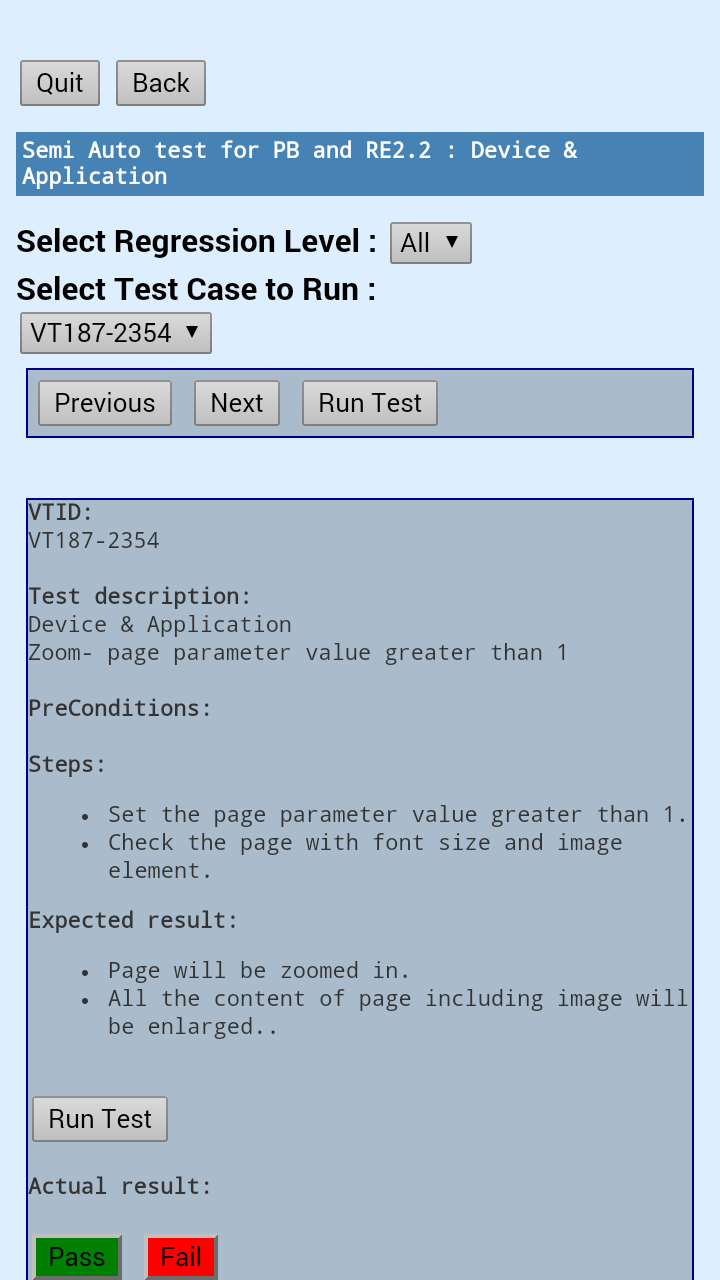 Quit Back
Semi Auto test for PB and RE2.2 : Device &
Application
Select Regression Level : All ▼
Select Test Case to Run :
VT187-2354 ▼
Previous Next Run Test
VTID:
VT187-2354
Test description:
Device & Application
Zoom- page parameter value greater than 1
PreConditions:
Steps:
• Set the page parameter value greater than 1.
• Check the page with font size and image
element.
Expected result:
• Page will be zoomed in.
• All the content of page including image will
be enlarged..
Run Test
Actual result:
Pass Fail